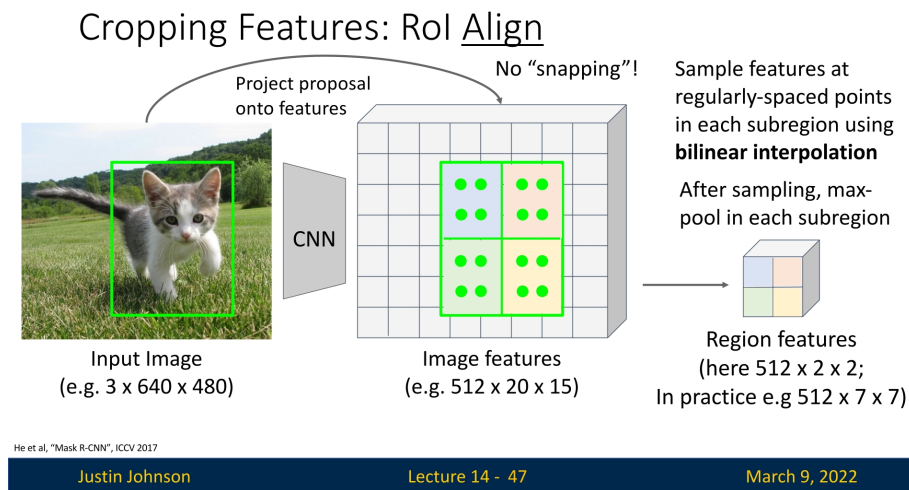 Cropping Features: RoI Align
Project proposal
onto features
No “snapping”!
Sample features at
regularly-spaced points
in each subregion using
bilinear interpolation
After sampling, max-
pool in each subregion
CNN
Input Image
(e.g. 3 x 640 x 480)
Image features
(e.g. 512 x 20 x 15)
Region features
(here 512 x 2 x 2;
In practice e.g 512 x 7 x 7)
He et al, “Mask R-CNN”, ICCV 2017
Justin Johnson
Lecture 14 - 47
March 9, 2022